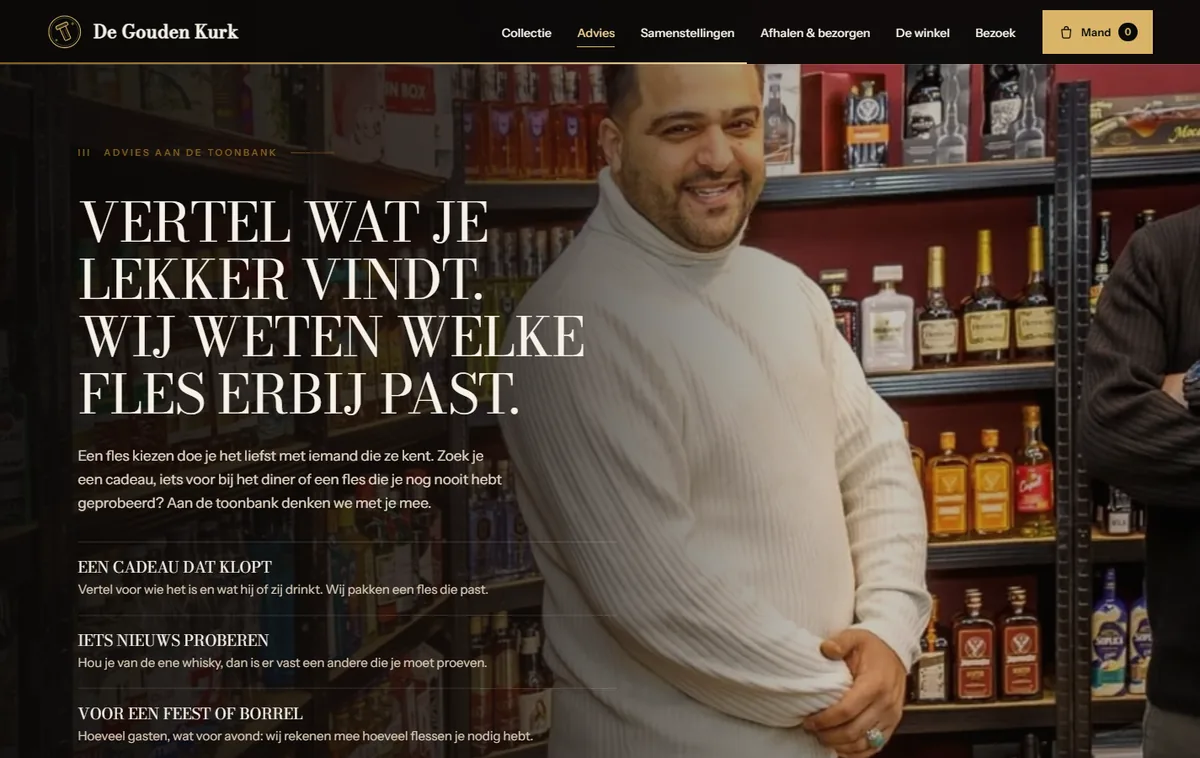 De Gouden Kurk
Collectie
Advies
Samenstellingen
Afhalen & bezorgen
De winkel
Bezoek
Mand 0
III ADVIES AAN DE TOONBANK
VERTEL WAT JE
LEKKER VINDT.
WIJ WETEN WELKE
FLES ERBIJ PAST.
Een fles kiezen doe je het liefst met iemand die ze kent. Zoek je
een cadeau, iets voor bij het diner of een fles die je nog nooit hebt
geprobeerd? Aan de toonbank denken we met je mee.
EEN CADEAU DAT KLOPT
Vertel voor wie het is en wat hij of zij drinkt. Wij pakken een fles die past.
IETS NIEUWS PROBEREN
Hou je van de ene whisky, dan is er vast een andere die je moet proeven.
VOOR EEN FEEST OF BORREL
Hoeveel gasten, wat voor avond: wij rekenen mee hoeveel flessen je nodig hebt.